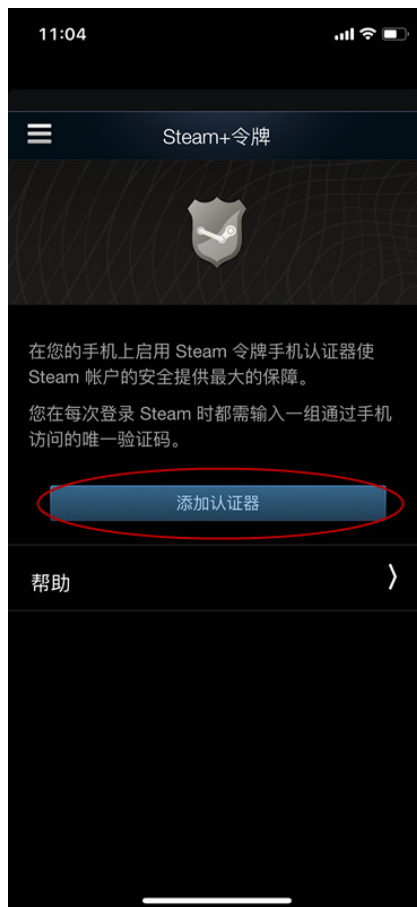 11:04
Steam+令牌
在您的手机上启用 Steam 令牌手机认证器使
Steam 帐户的安全提供最大的保障。
您在每次登录 Steam 时都需输入一组通过手机
访问的唯一验证码。
添加认证器
帮助